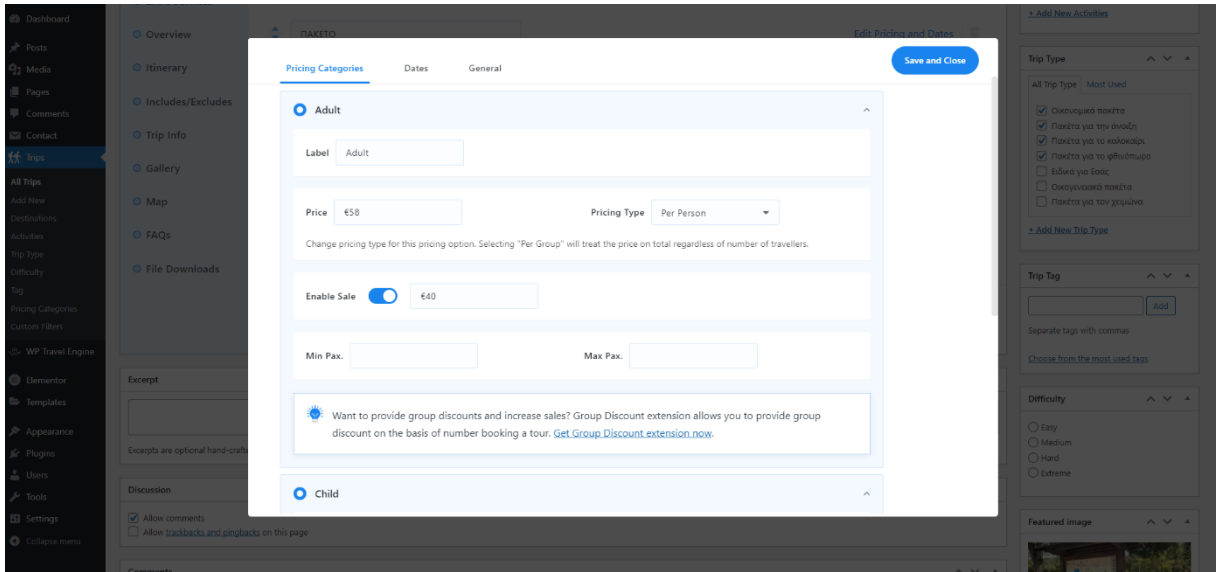 Dashboard
Posts
Media
Pages
Comments
Contact
Trips
All Trips
Add New
Destinations
Activities
Trip Type
Difficulty
Tag
Pricing Categories
Custom Filters
WP Travel Engine
Elementor
Templates
Appearance
Plugins
Users
Tools
Settings
Collapse menu
Overview
Itinerary
Includes/Excludes
Trip Info
Gallery
Map
FAQs
File Downloads
ΠΑΚΕΤΟ
Edit Pricing and Dates
Pricing Categories
Dates
General
Save and Close
Adult
Label Adult
Price €58 Pricing Type Per Person
Change pricing type for this pricing option. Selecting "Per Group" will treat the price on total regardless of number of travellers.
Enable Sale €40
Min Pax. Max Pax.
Want to provide group discounts and increase sales? Group Discount extension allows you to provide group
discount on the basis of number booking a tour. Get Group Discount extension now.
Child
Excerpt
Excerpts are optional hand-crafte
Discussion
Allow comments
Allow trackbacks and pingbacks on this page
Comments
+ Add New Activities
Trip Type
All Trip Type Most Used
Οικονομικά πακέτα
Πακέτα για την άνοιξη
Πακέτα για το καλοκαίρι
Πακέτα για το φθινόπωρο
Ειδικά για Εσάς
Οικογενειακά πακέτα
Πακέτα για τον χειμώνα
+ Add New Trip Type
Trip Tag
Add
Separate tags with commas
Choose from the most used tags
Difficulty
Easy
Medium
Hard
Extreme
Featured image